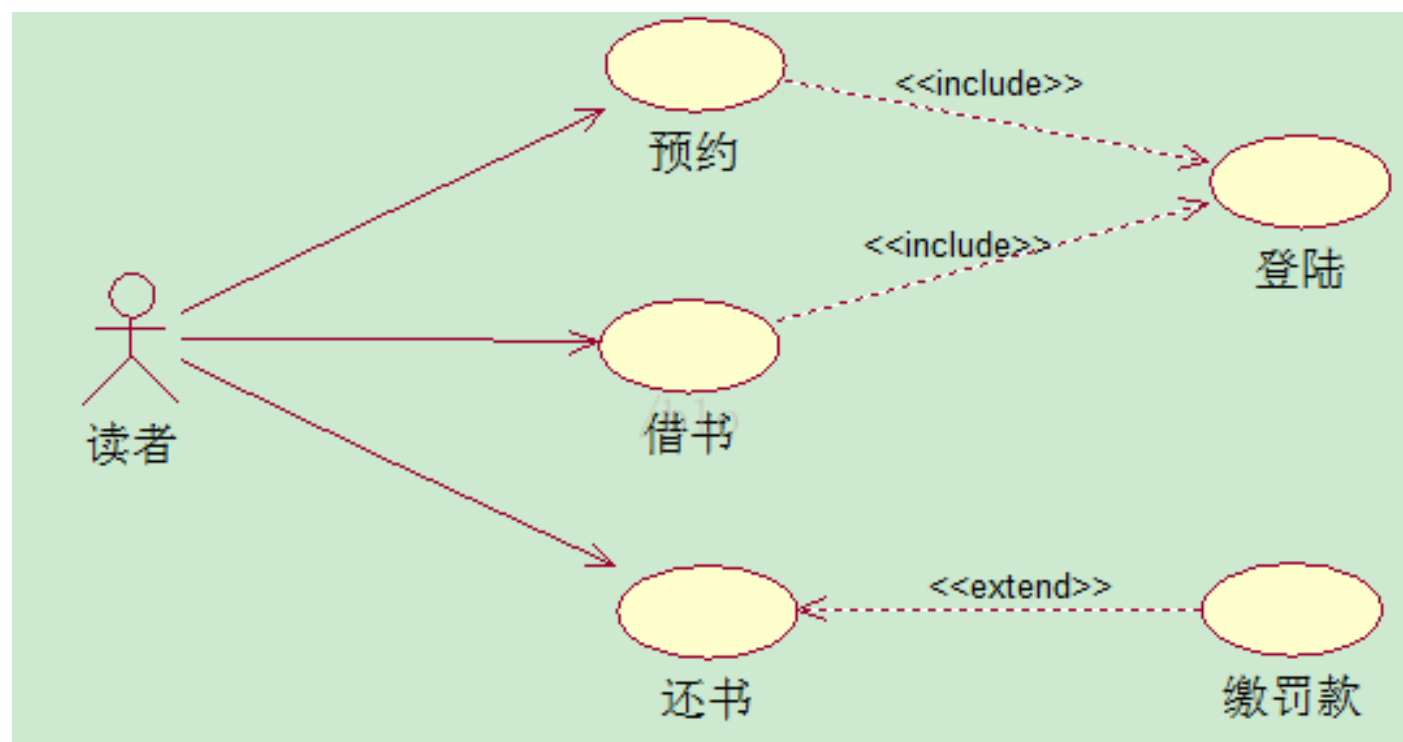 <<include>>
预约
登陆
<<include>>
借书
读者
<<extend>>
还书
缴罚款